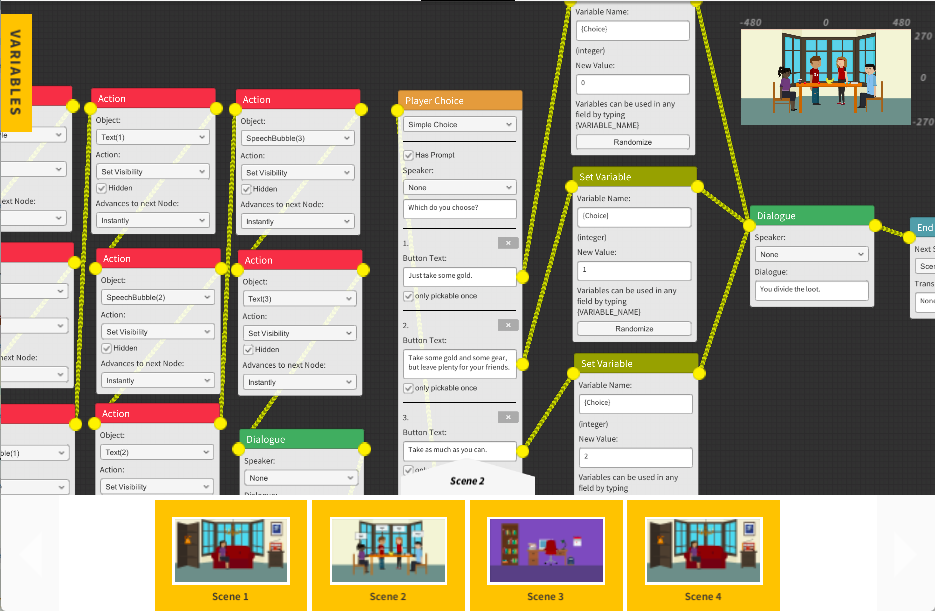 VARIABLES
Action
Object:
Text(1)
Action:
Set Visibility
Hidden
Advances to next Node:
Instantly
Action
Object:
SpeechBubble(2)
Action:
Set Visibility
Hidden
Advances to next Node:
Instantly
Action
Object:
Text(2)
Action:
Set Visibility
Action
Object:
SpeechBubble(3)
Action:
Set Visibility
Hidden
Advances to next Node:
Instantly
Action
Object:
Text(3)
Action:
Set Visibility
Hidden
Advances to next Node:
Instantly
Dialogue
Speaker:
None
Player Choice
Simple Choice
Has Prompt
Speaker:
None
Which do you choose?
1.
Button Text:
Just take some gold.
only pickable once
2.
Button Text:
Take some gold and some gear,
but leave plenty for your friends.
only pickable once
3.
Button Text:
Take as much as you can.
Variable Name:
{Choice}
(integer)
New Value:
0
Variables can be used in any
field by typing
{VARIABLE_NAME}
Randomize
Set Variable
Variable Name:
{Choice}
(integer)
New Value:
1
Variables can be used in any
field by typing
{VARIABLE_NAME}
Randomize
Set Variable
Variable Name:
{Choice}
(integer)
New Value:
2
Variables can be used in any
field by typing
Dialogue
Speaker:
None
Dialogue:
You divide the loot.
End
Next S
Scen
Trans
None
-480 0 480
270
0
-270
Scene 2
Scene 1
Scene 2
Scene 3
Scene 4